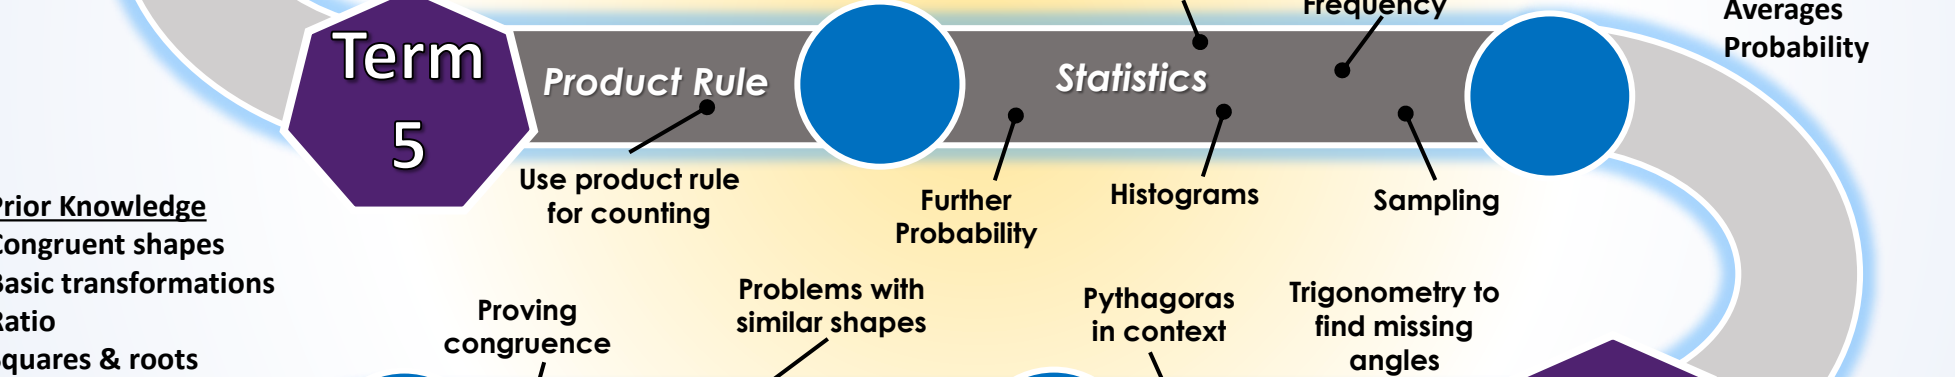 Frequency
Averages
Probability
Term
5
Product Rule
Statistics
Use product rule
for counting
Further
Probability
Histograms
Sampling
Prior Knowledge
Congruent shapes
Basic transformations
Ratio
Squares & roots
Proving
congruence
Problems with
similar shapes
Pythagoras
in context
Trigonometry to
find missing
angles